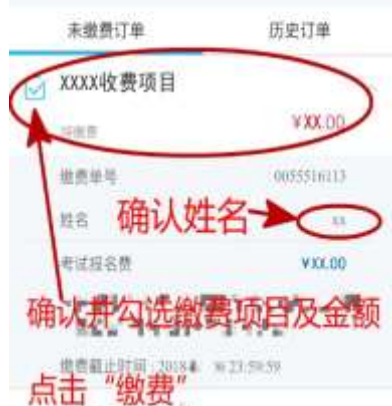 未缴费订单 历史订单
XXXX收费项目
待缴费 ¥XX.00
缴费单号 0055516113
姓名 确认姓名 xx
考试报名费 ¥XX.00
确认并勾选缴费项目及金额
缴费截止时间 2018 23:59:59
点击“缴费”